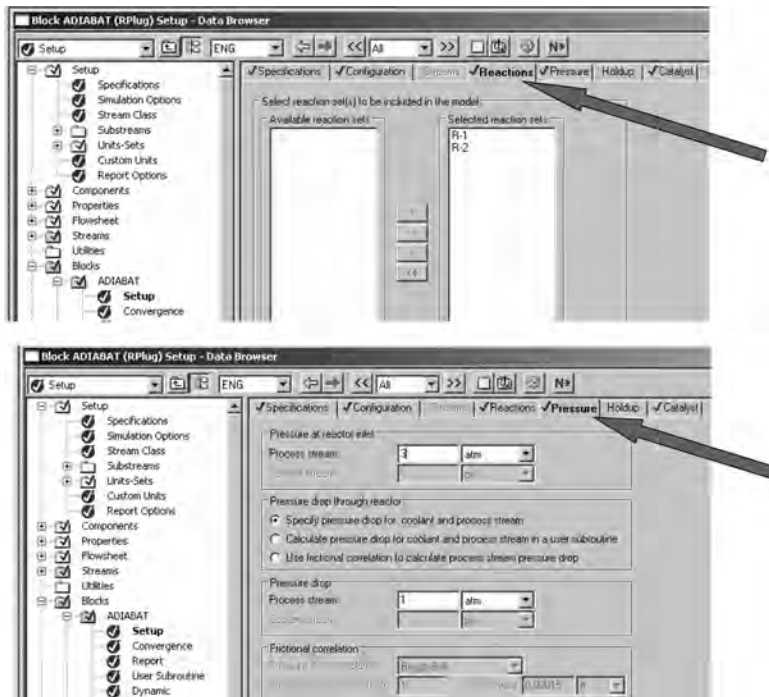 Block ADIABAT (RPlug) Setup - Data Browser
Setup ENG << All >> N>
Setup
Specifications
Simulation Options
Stream Class
Substreams
Units-Sets
Custom Units
Report Options
Components
Properties
Flowsheet
Streams
Utilities
Blocks
ADIABAT
Setup
Convergence
Specifications Configuration Streams Reactions Pressure Holdup Catalyst
Select reaction set(s) to be included in the model
Available reaction sets
Selected reaction sets
R-1
R-2
Block ADIABAT (RPlug) Setup - Data Browser
Setup ENG << All >> N>
Setup
Specifications
Simulation Options
Stream Class
Substreams
Units-Sets
Custom Units
Report Options
Components
Properties
Flowsheet
Streams
Utilities
Blocks
ADIABAT
Setup
Convergence
Report
User Subroutine
Dynamic
Specifications Configuration Streams Reactions Pressure Holdup Catalyst
Pressure at reactor inlet
Process stream: 3 atm
Pressure drop through reactor
Specify pressure drop for coolant and process stream
Calculate pressure drop for coolant and process stream in a user subroutine
Use frictional correlation to calculate process stream pressure drop
Pressure drop
Process stream: 1 atm
Frictional correlation